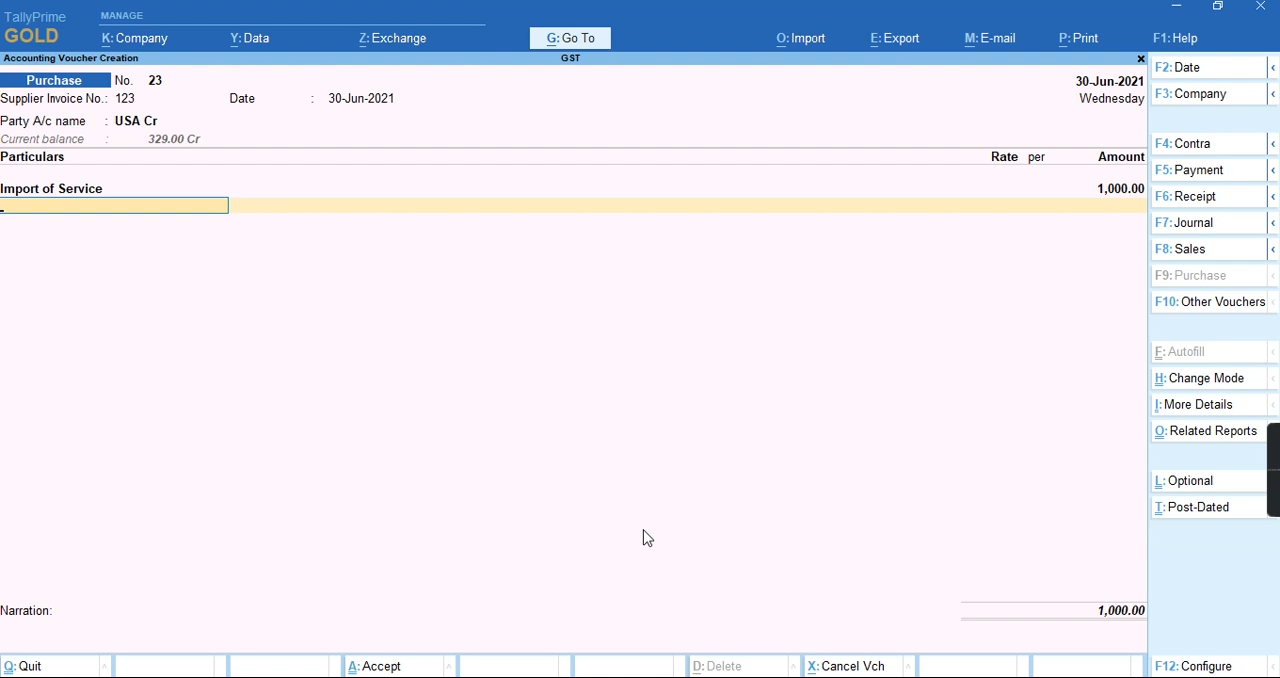 TallyPrime
GOLD
MANAGE
K: Company Y: Data Z: Exchange G: Go To O: Import E: Export M: E-mail P: Print F1: Help
Accounting Voucher Creation GST x
Purchase No. 23 30-Jun-2021
Supplier Invoice No.: 123 Date : 30-Jun-2021 Wednesday
Party A/c name : USA Cr
Current balance : 329.00 Cr
Particulars Rate per Amount
Import of Service 1,000.00
Narration: 1,000.00
F2: Date
F3: Company
F4: Contra
F5: Payment
F6: Receipt
F7: Journal
F8: Sales
F9: Purchase
F10: Other Vouchers
F: Autofill
H: Change Mode
I: More Details
O: Related Reports
L: Optional
T: Post-Dated
Q: Quit A: Accept D: Delete X: Cancel Vch F12: Configure